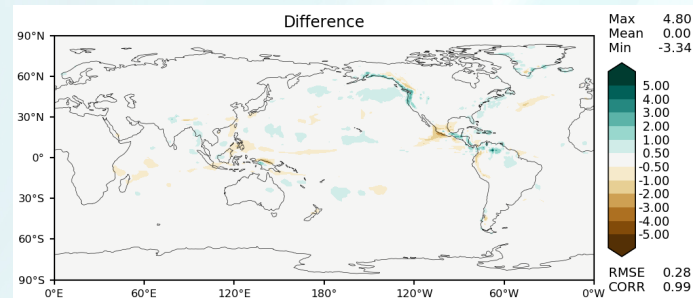 Difference
Max 4.80
Mean 0.00
Min -3.34
90°N
60°N
30°N
0°
30°S
60°S
90°S
0°E
60°E
120°E
180°
120°W
60°W
0°W
5.00
4.00
3.00
2.00
1.00
0.50
-0.50
-1.00
-2.00
-3.00
-4.00
-5.00
RMSE 0.28
CORR 0.99